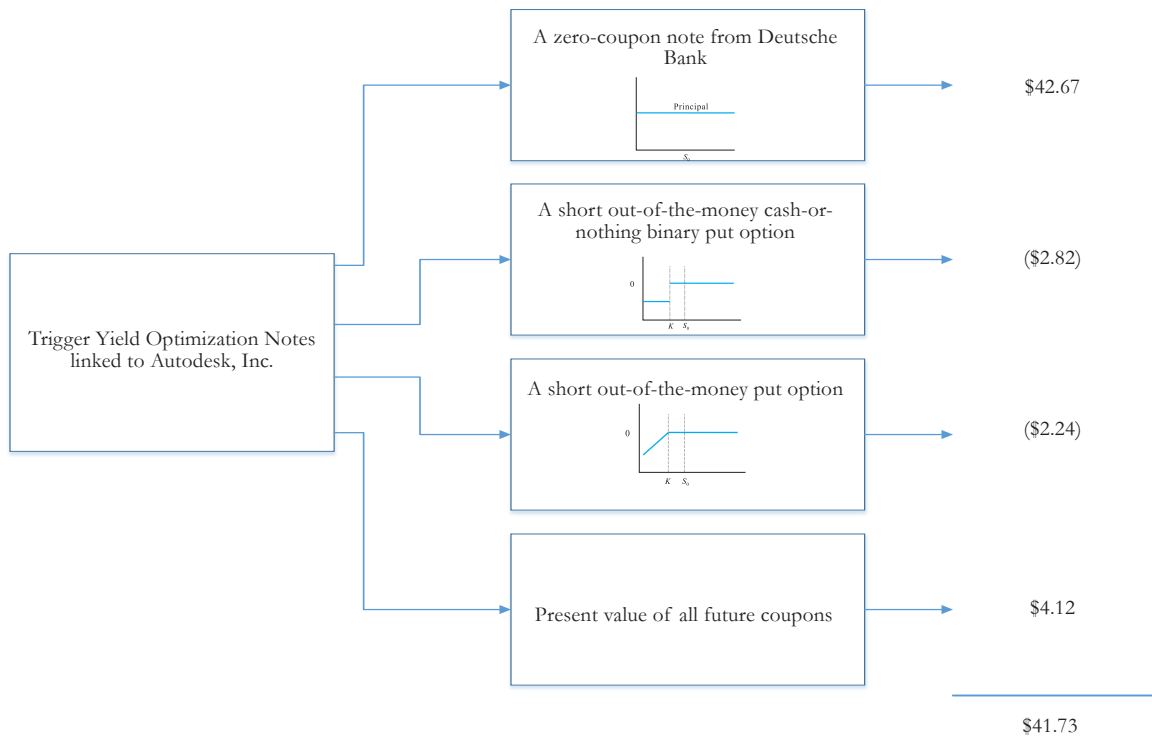 A zero-coupon note from Deutsche
Bank
Principal
S₀
$42.67
A short out-of-the-money cash-or-
nothing binary put option
0
K S₀
($2.82)
Trigger Yield Optimization Notes
linked to Autodesk, Inc.
A short out-of-the-money put option
0
K S₀
($2.24)
Present value of all future coupons
$4.12
$41.73